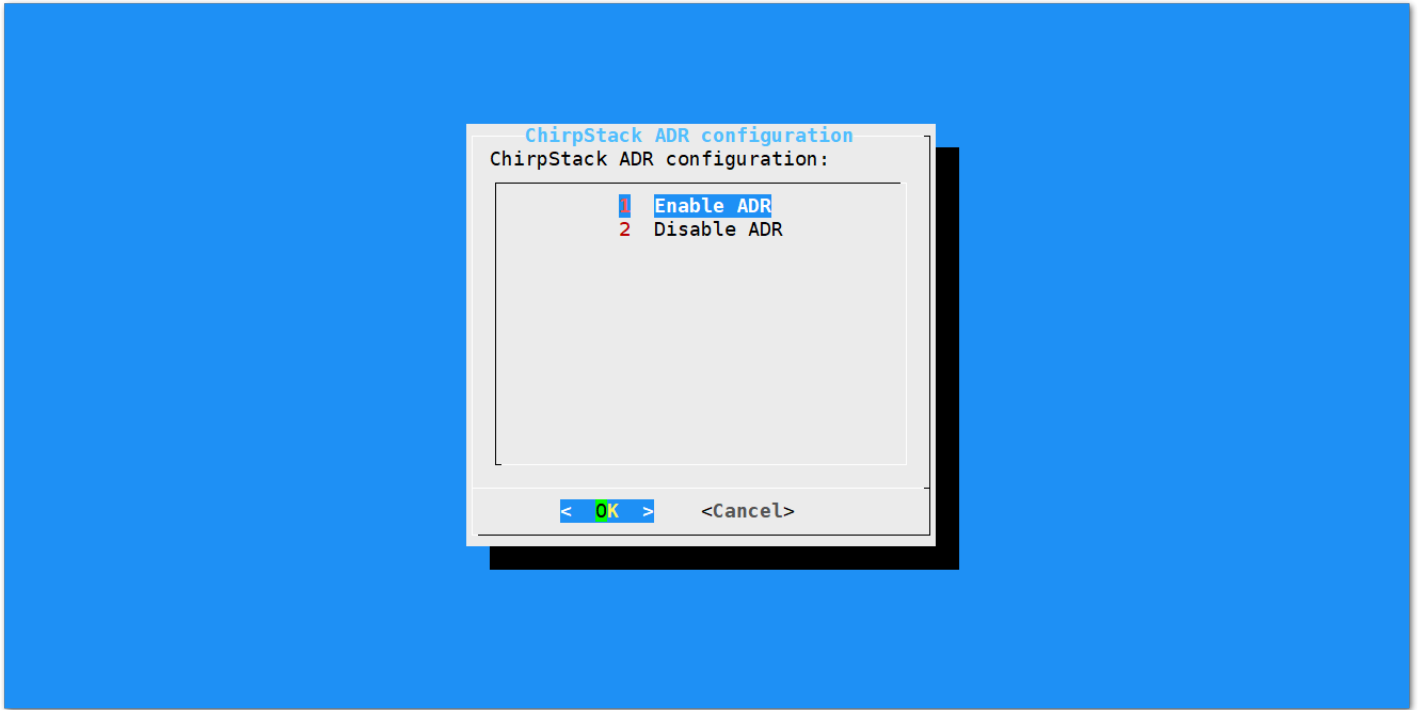 ChirpStack ADR configuration
ChirpStack ADR configuration:
1 Enable ADR
2 Disable ADR
< OK > <Cancel>